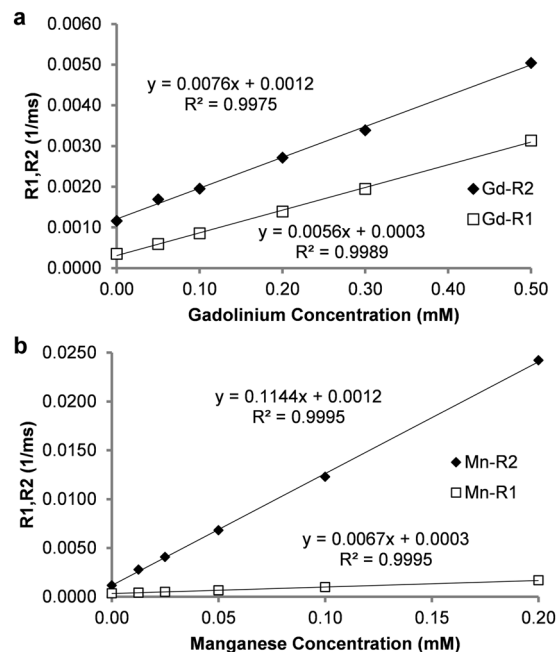 a
0.0060
0.0050
0.0040
0.0030
0.0020
0.0010
0.0000
R1,R2 (1/ms)
y = 0.0076x + 0.0012
R² = 0.9975
Gd-R2
Gd-R1
y = 0.0056x + 0.0003
R² = 0.9989
0.00 0.10 0.20 0.30 0.40 0.50
Gadolinium Concentration (mM)
b
0.0250
0.0200
0.0150
0.0100
0.0050
0.0000
R1,R2 (1/ms)
y = 0.1144x + 0.0012
R² = 0.9995
Mn-R2
Mn-R1
y = 0.0067x + 0.0003
R² = 0.9995
0.00 0.05 0.10 0.15 0.20
Manganese Concentration (mM)